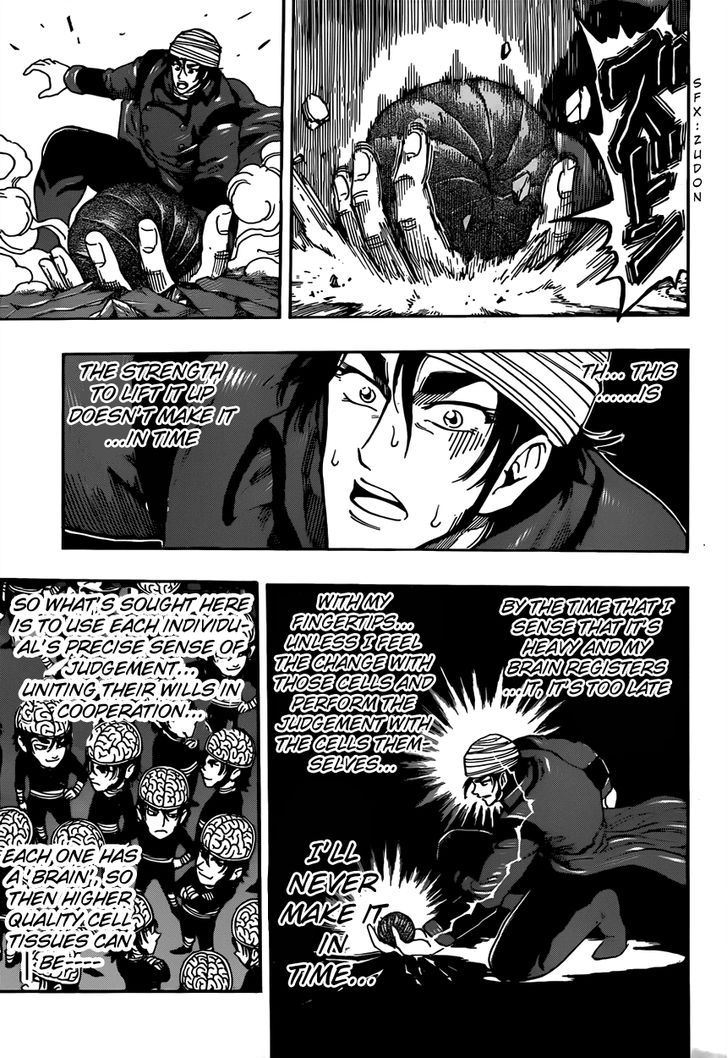 SFX: ZUDON
ズドン
TH... THIS
......IS
THE STRENGTH
TO LIFT IT UP
DOESN'T MAKE IT
...IN TIME
BY THE TIME THAT I
SENSE THAT IT'S
HEAVY AND MY
BRAIN REGISTERS
...IT, IT'S TOO LATE
WITH MY
FINGERTIPS...
UNLESS I FEEL
THE CHANGE WITH
THOSE CELLS AND
PERFORM THE
JUDGEMENT WITH
THE CELLS THEM-
SELVES...
I'LL
NEVER
MAKE IT
IN
TIME...
SO WHAT'S SOUGHT HERE
IS TO USE EACH INDIVIDU-
AL'S PRECISE SENSE OF
JUDGEMENT...
UNITING THEIR WILLS IN
COOPERATION...
EACH ONE HAS
A 'BRAIN', SO
THEN HIGHER
QUALITY CELL
TISSUES CAN
BE----